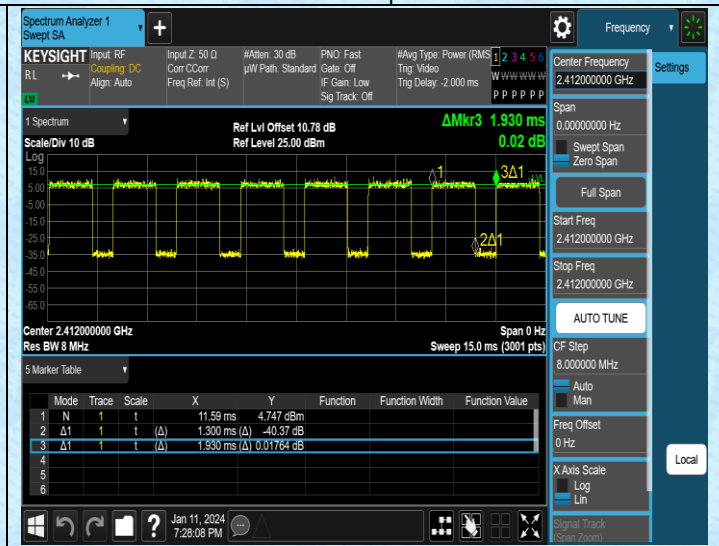 Spectrum Analyzer 1
Swept SA
Frequency
KEYSIGHT
RL
Input: RF
Coupling: DC
Align: Auto
Input Z: 50 Ω
Corr CCorr
Freq Ref: Int (S)
#Atten: 30 dB
µW Path: Standard
PNO: Fast
Gate: Off
IF Gain: Low
Sig Track: Off
#Avg Type: Power (RMS
Trig: Video
Trig Delay: -2.000 ms
1 2 3 4 5 6
W W W W W W
P P P P P P
Center Frequency
2.412000000 GHz
Settings
Span
0.00000000 Hz
Swept Span
Zero Span
Full Span
Start Freq
2.412000000 GHz
Stop Freq
2.412000000 GHz
AUTO TUNE
CF Step
8.000000 MHz
Auto
Man
Freq Offset
0 Hz
X Axis Scale
Log
Lin
Signal Track
(Span Zoom)
Local
1 Spectrum
Scale/Div 10 dB
Log
Ref Lvl Offset 10.78 dB
Ref Level 25.00 dBm
ΔMkr3 1.930 ms
0.02 dB
15.0
5.00
-5.00
-15.0
-25.0
-35.0
-45.0
-55.0
-65.0
1
3Δ1
2Δ1
Center 2.412000000 GHz
Res BW 8 MHz
Span 0 Hz
Sweep 15.0 ms (3001 pts)
5 Marker Table
Mode Trace Scale X Y Function Function Width Function Value
1 N 1 t 11.59 ms 4.747 dBm
2 Δ1 1 t (Δ) 1.300 ms (Δ) -40.37 dB
3 Δ1 1 t (Δ) 1.930 ms (Δ) 0.01764 dB
4
5
6
?
Jan 11, 2024
7:28:08 PM